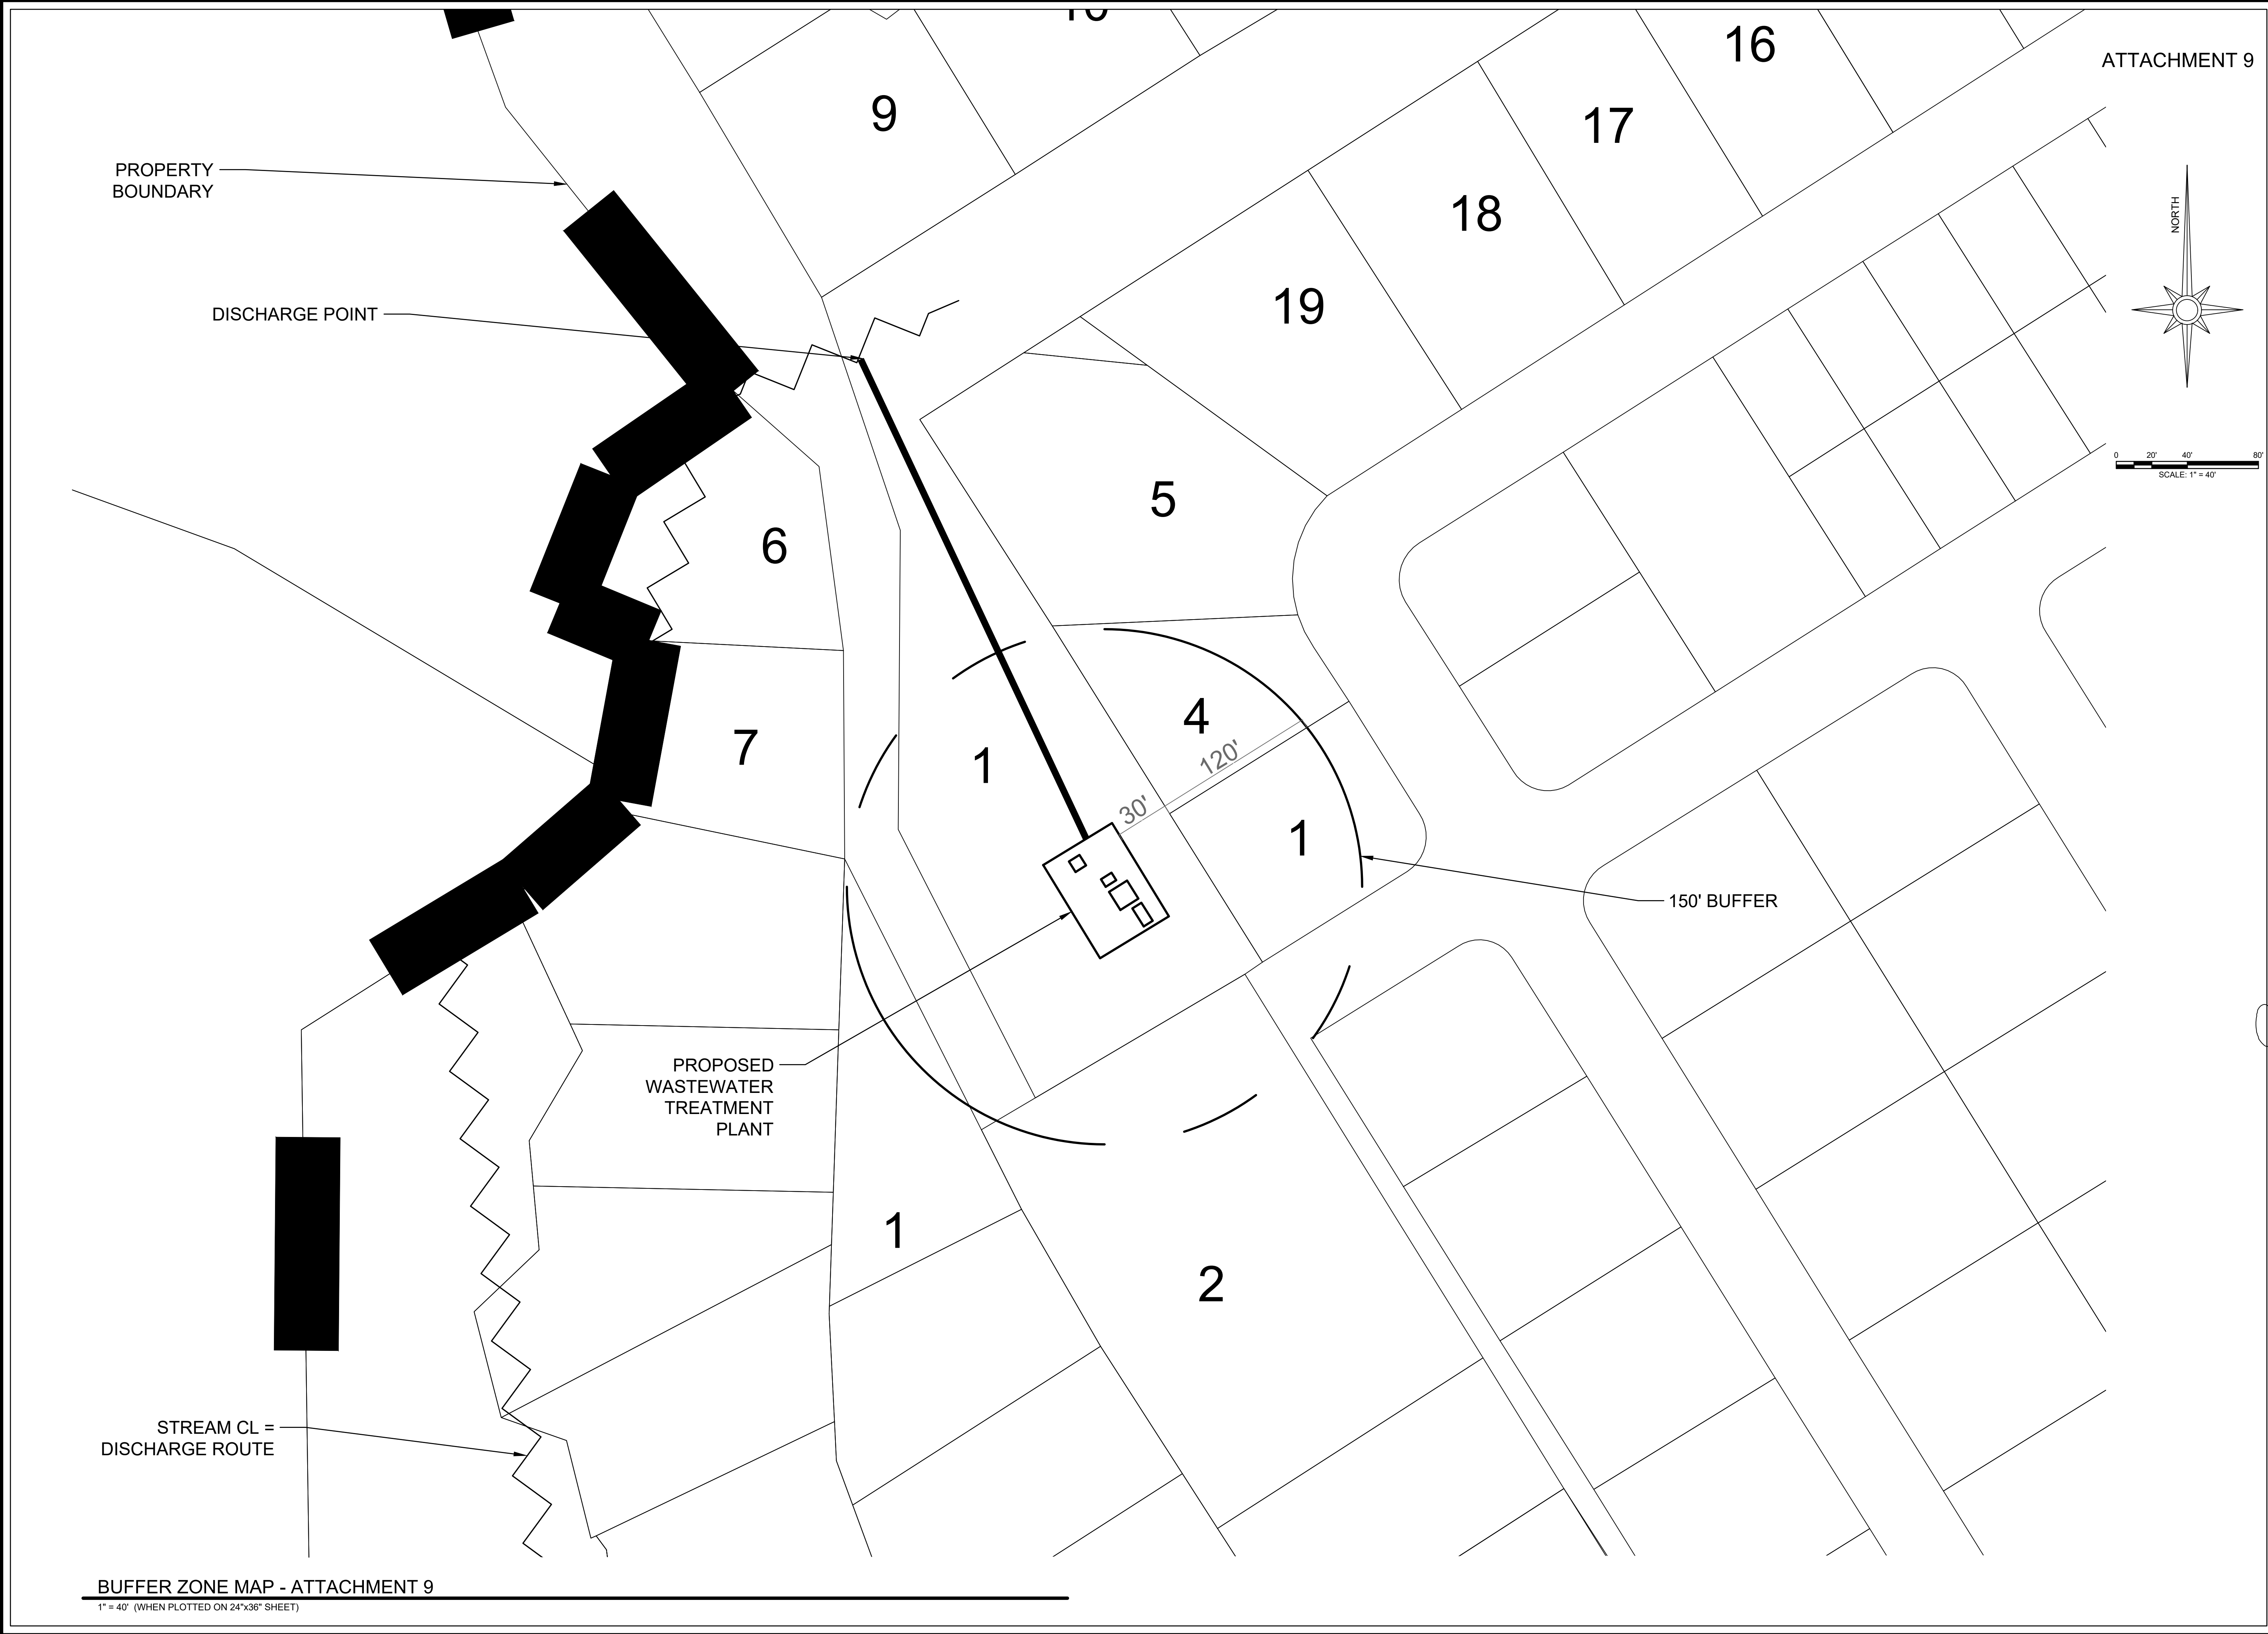 16
ATTACHMENT 9
9
17
PROPERTY
BOUNDARY
NORTH
18
19
DISCHARGE POINT
0 20' 40' 80'
SCALE: 1" = 40'
5
6
4
7
1
120'
30'
1
150' BUFFER
PROPOSED
WASTEWATER
TREATMENT
PLANT
1
2
STREAM CL =
DISCHARGE ROUTE
BUFFER ZONE MAP - ATTACHMENT 9
1" = 40' (WHEN PLOTTED ON 24"x36" SHEET)